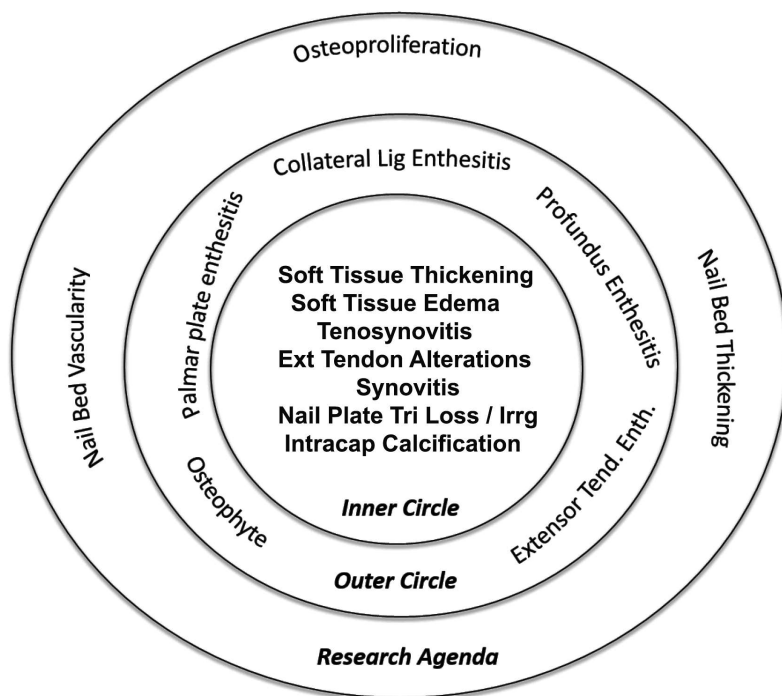 Osteoproliferation
Collateral Lig Enthesitis
Palmar plate enthesitis
Profundus Enthesitis
Nail Bed Vascularity
Nail Bed Thickening
Soft Tissue Thickening
Soft Tissue Edema
Tenosynovitis
Ext Tendon Alterations
Synovitis
Nail Plate Tri Loss / Irrg
Intracap Calcification
Osteophyte
Extensor Tend. Enth.
Inner Circle
Outer Circle
Research Agenda